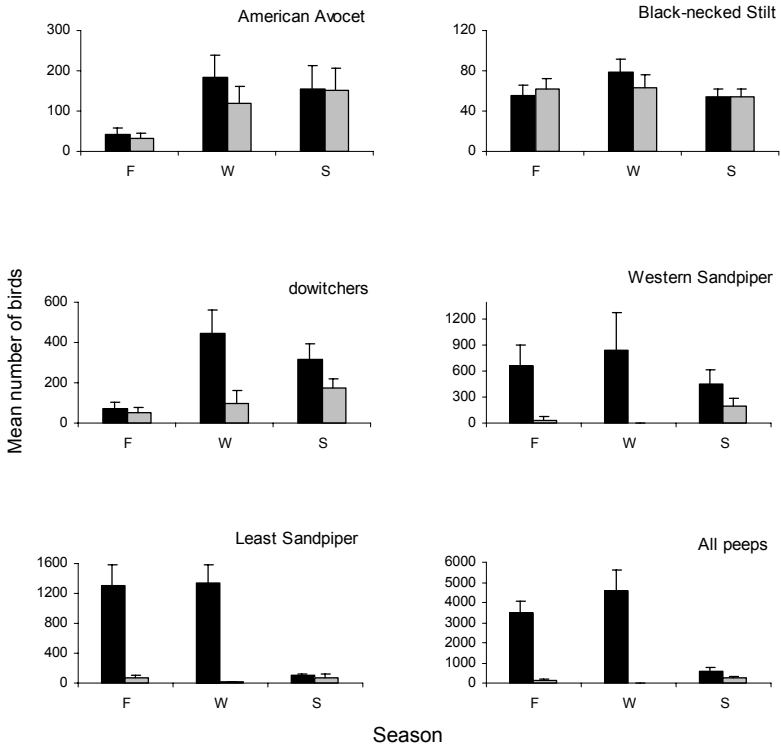 American Avocet
300
200
100
0
F W S
Black-necked Stilt
120
80
40
0
F W S
Mean number of birds
dowitchers
600
400
200
0
F W S
Western Sandpiper
1200
900
600
300
0
F W S
Least Sandpiper
1600
1200
800
400
0
F W S
All peeps
6000
5000
4000
3000
2000
1000
0
F W S
Season